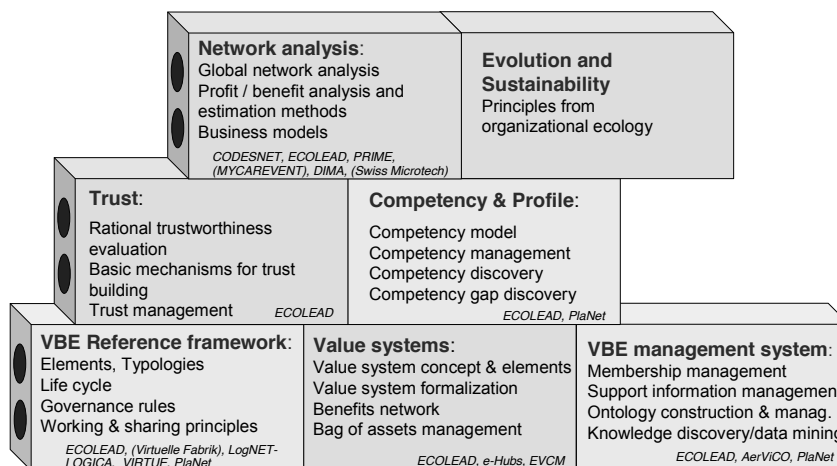 Network analysis:
Global network analysis
Profit / benefit analysis and
estimation methods
Business models
CODESNET, ECOLEAD, PRIME,
(MYCAREVENT), DIMA, (Swiss Microtech)
Evolution and
Sustainability
Principles from
organizational ecology
Trust:
Rational trustworthiness
evaluation
Basic mechanisms for trust
building
Trust management
ECOLEAD
Competency & Profile:
Competency model
Competency management
Competency discovery
Competency gap discovery
ECOLEAD, PlaNet
VBE Reference framework:
Elements, Typologies
Life cycle
Governance rules
Working & sharing principles
ECOLEAD, (Virtuelle Fabrik), LogNET-
LOGICA, VIRTUE, PlaNet
Value systems:
Value system concept & elements
Value system formalization
Benefits network
Bag of assets management
ECOLEAD, e-Hubs, EVCM
VBE management system:
Membership management
Support information managemen
Ontology construction & manag.
Knowledge discovery/data mining
ECOLEAD, AerViCO, PlaNet